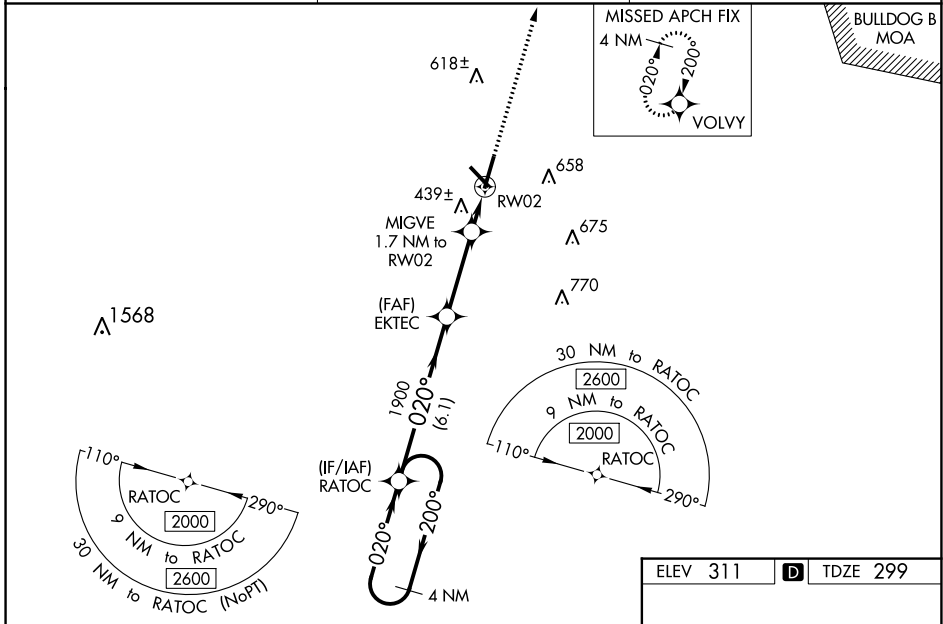 MISSED APCH FIX
4 NM
020°
200°
VOLVY
BULLDOG B
MOA
618±
658
439±
RW02
MIGVE
1.7 NM to
RW02
675
770
(FAF)
EKTEC
1568
1900
020°
(6.1)
30 NM to RATOC
2600
9 NM to RATOC
2000
110°
RATOC
290°
(IF/IAF)
RATOC
110°
RATOC
290°
2000
9 NM to RATOC
2600
30 NM to RATOC (NoPT)
020°
200°
4 NM
ELEV 311
D
TDZE 299